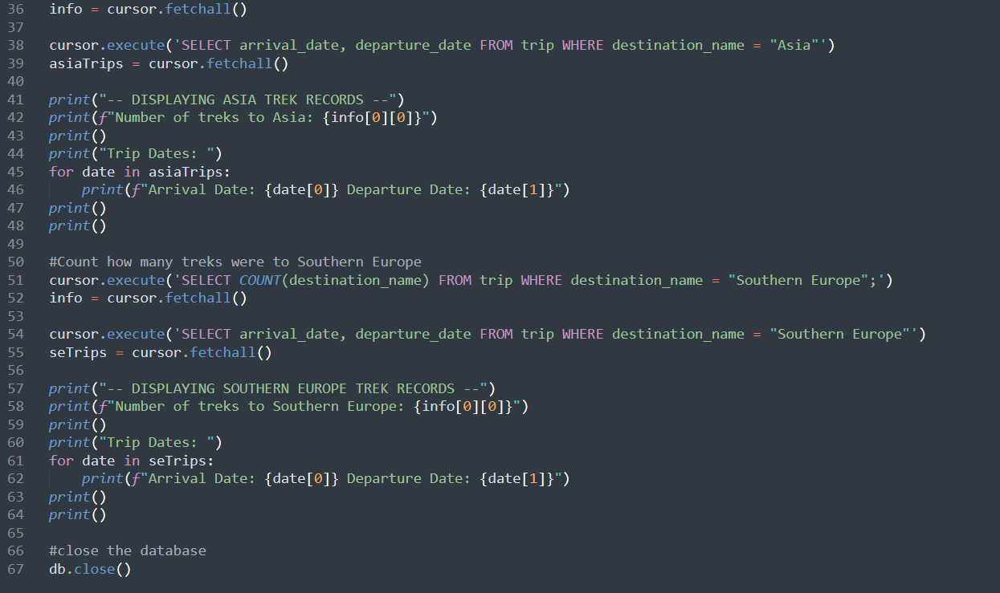 36 info = cursor.fetchall()
37
38 cursor.execute('SELECT arrival_date, departure_date FROM trip WHERE destination_name = "Asia"')
39 asiaTrips = cursor.fetchall()
40
41 print("-- DISPLAYING ASIA TREK RECORDS --")
42 print(f"Number of treks to Asia: {info[0][0]}")
43 print()
44 print("Trip Dates: ")
45 for date in asiaTrips:
46     print(f"Arrival Date: {date[0]} Departure Date: {date[1]}")
47 print()
48 print()
49
50 #Count how many treks were to Southern Europe
51 cursor.execute('SELECT COUNT(destination_name) FROM trip WHERE destination_name = "Southern Europe";')
52 info = cursor.fetchall()
53
54 cursor.execute('SELECT arrival_date, departure_date FROM trip WHERE destination_name = "Southern Europe"')
55 seTrips = cursor.fetchall()
56
57 print("-- DISPLAYING SOUTHERN EUROPE TREK RECORDS --")
58 print(f"Number of treks to Southern Europe: {info[0][0]}")
59 print()
60 print("Trip Dates: ")
61 for date in seTrips:
62     print(f"Arrival Date: {date[0]} Departure Date: {date[1]}")
63 print()
64 print()
65
66 #close the database
67 db.close()